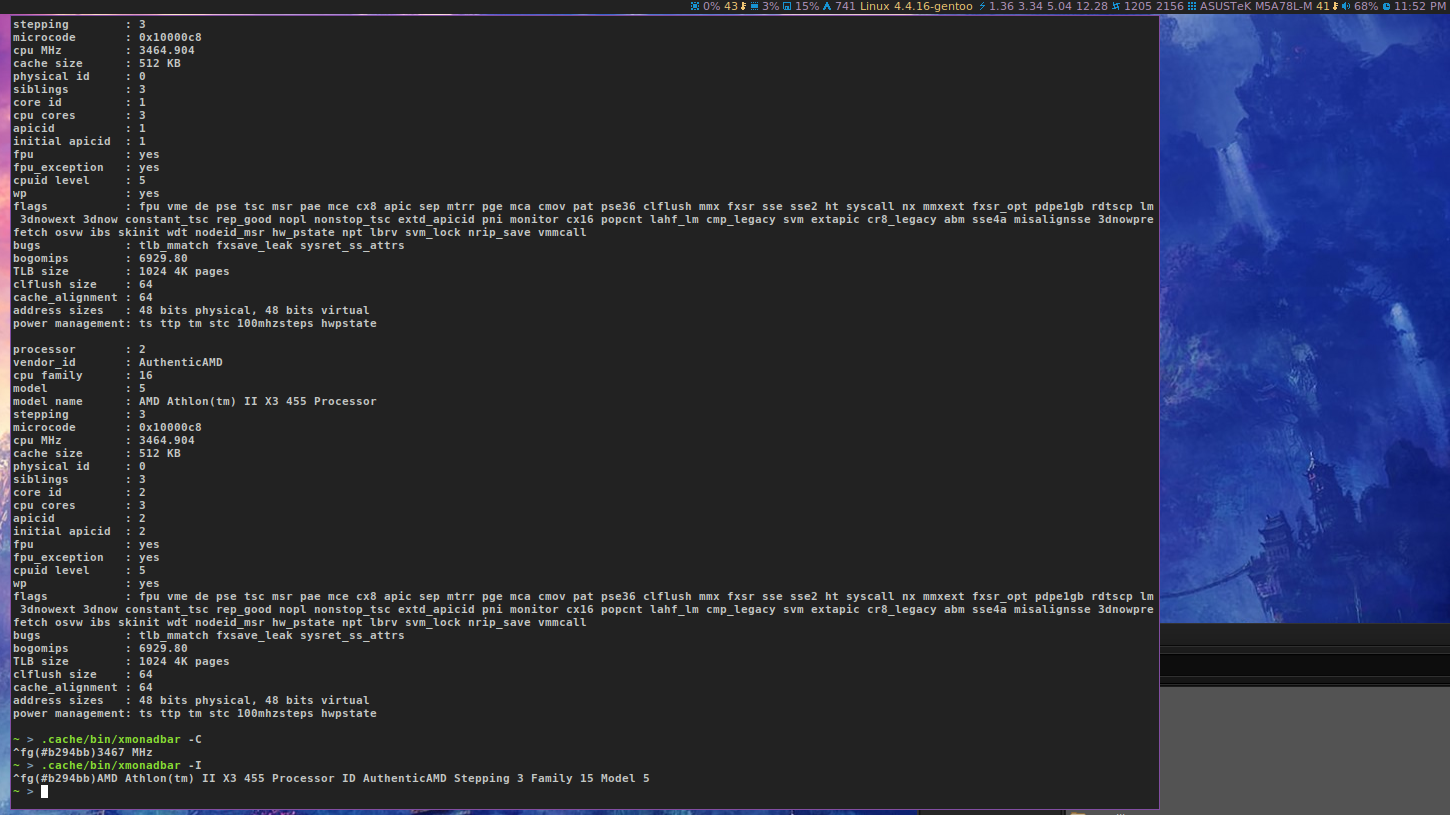 0% 43 3% 15% 741 Linux 4.4.16-gentoo 1.36 3.34 5.04 12.28 1205 2156 ASUSTeK M5A78L-M 41 68% 11:52 PM
stepping : 3
microcode : 0x10000c8
cpu MHz : 3464.904
cache size : 512 KB
physical id : 0
siblings : 3
core id : 1
cpu cores : 3
apicid : 1
initial apicid : 1
fpu : yes
fpu_exception : yes
cpuid level : 5
wp : yes
flags : fpu vme de pse tsc msr pae mce cx8 apic sep mtrr pge mca cmov pat pse36 clflush mmx fxsr sse sse2 ht syscall nx mmxext fxsr_opt pdpe1gb rdtscp lm
3dnowext 3dnow constant_tsc rep_good nopl nonstop_tsc extd_apicid pni monitor cx16 popcnt lahf_lm cmp_legacy svm extapic cr8_legacy abm sse4a misalignsse 3dnowpre
fetch osvw ibs skinit wdt nodeid_msr hw_pstate npt lbrv svm_lock nrip_save vmmcall
bugs : tlb_mmatch fxsave_leak sysret_ss_attrs
bogomips : 6929.80
TLB size : 1024 4K pages
clflush size : 64
cache_alignment : 64
address sizes : 48 bits physical, 48 bits virtual
power management: ts ttp tm stc 100mhzsteps hwpstate
processor : 2
vendor_id : AuthenticAMD
cpu family : 16
model : 5
model name : AMD Athlon(tm) II X3 455 Processor
stepping : 3
microcode : 0x10000c8
cpu MHz : 3464.904
cache size : 512 KB
physical id : 0
siblings : 3
core id : 2
cpu cores : 3
apicid : 2
initial apicid : 2
fpu : yes
fpu_exception : yes
cpuid level : 5
wp : yes
flags : fpu vme de pse tsc msr pae mce cx8 apic sep mtrr pge mca cmov pat pse36 clflush mmx fxsr sse sse2 ht syscall nx mmxext fxsr_opt pdpe1gb rdtscp lm
3dnowext 3dnow constant_tsc rep_good nopl nonstop_tsc extd_apicid pni monitor cx16 popcnt lahf_lm cmp_legacy svm extapic cr8_legacy abm sse4a misalignsse 3dnowpre
fetch osvw ibs skinit wdt nodeid_msr hw_pstate npt lbrv svm_lock nrip_save vmmcall
bugs : tlb_mmatch fxsave_leak sysret_ss_attrs
bogomips : 6929.80
TLB size : 1024 4K pages
clflush size : 64
cache_alignment : 64
address sizes : 48 bits physical, 48 bits virtual
power management: ts ttp tm stc 100mhzsteps hwpstate
~ > .cache/bin/xmonadbar -C
^fg(#b294bb)3467 MHz
~ > .cache/bin/xmonadbar -I
^fg(#b294bb)AMD Athlon(tm) II X3 455 Processor ID AuthenticAMD Stepping 3 Family 15 Model 5
~ >